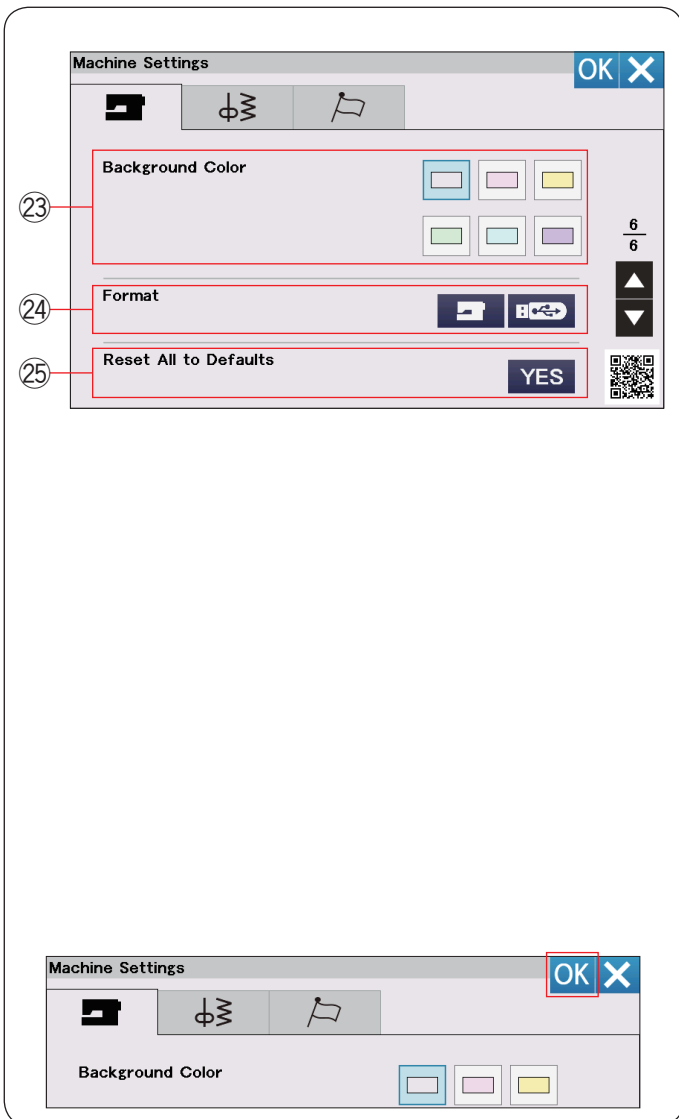 Machine Settings
OK
Background Color
㉓
6
6
Format
㉔
Reset All to Defaults
YES
㉕
Machine Settings
OK
Background Color